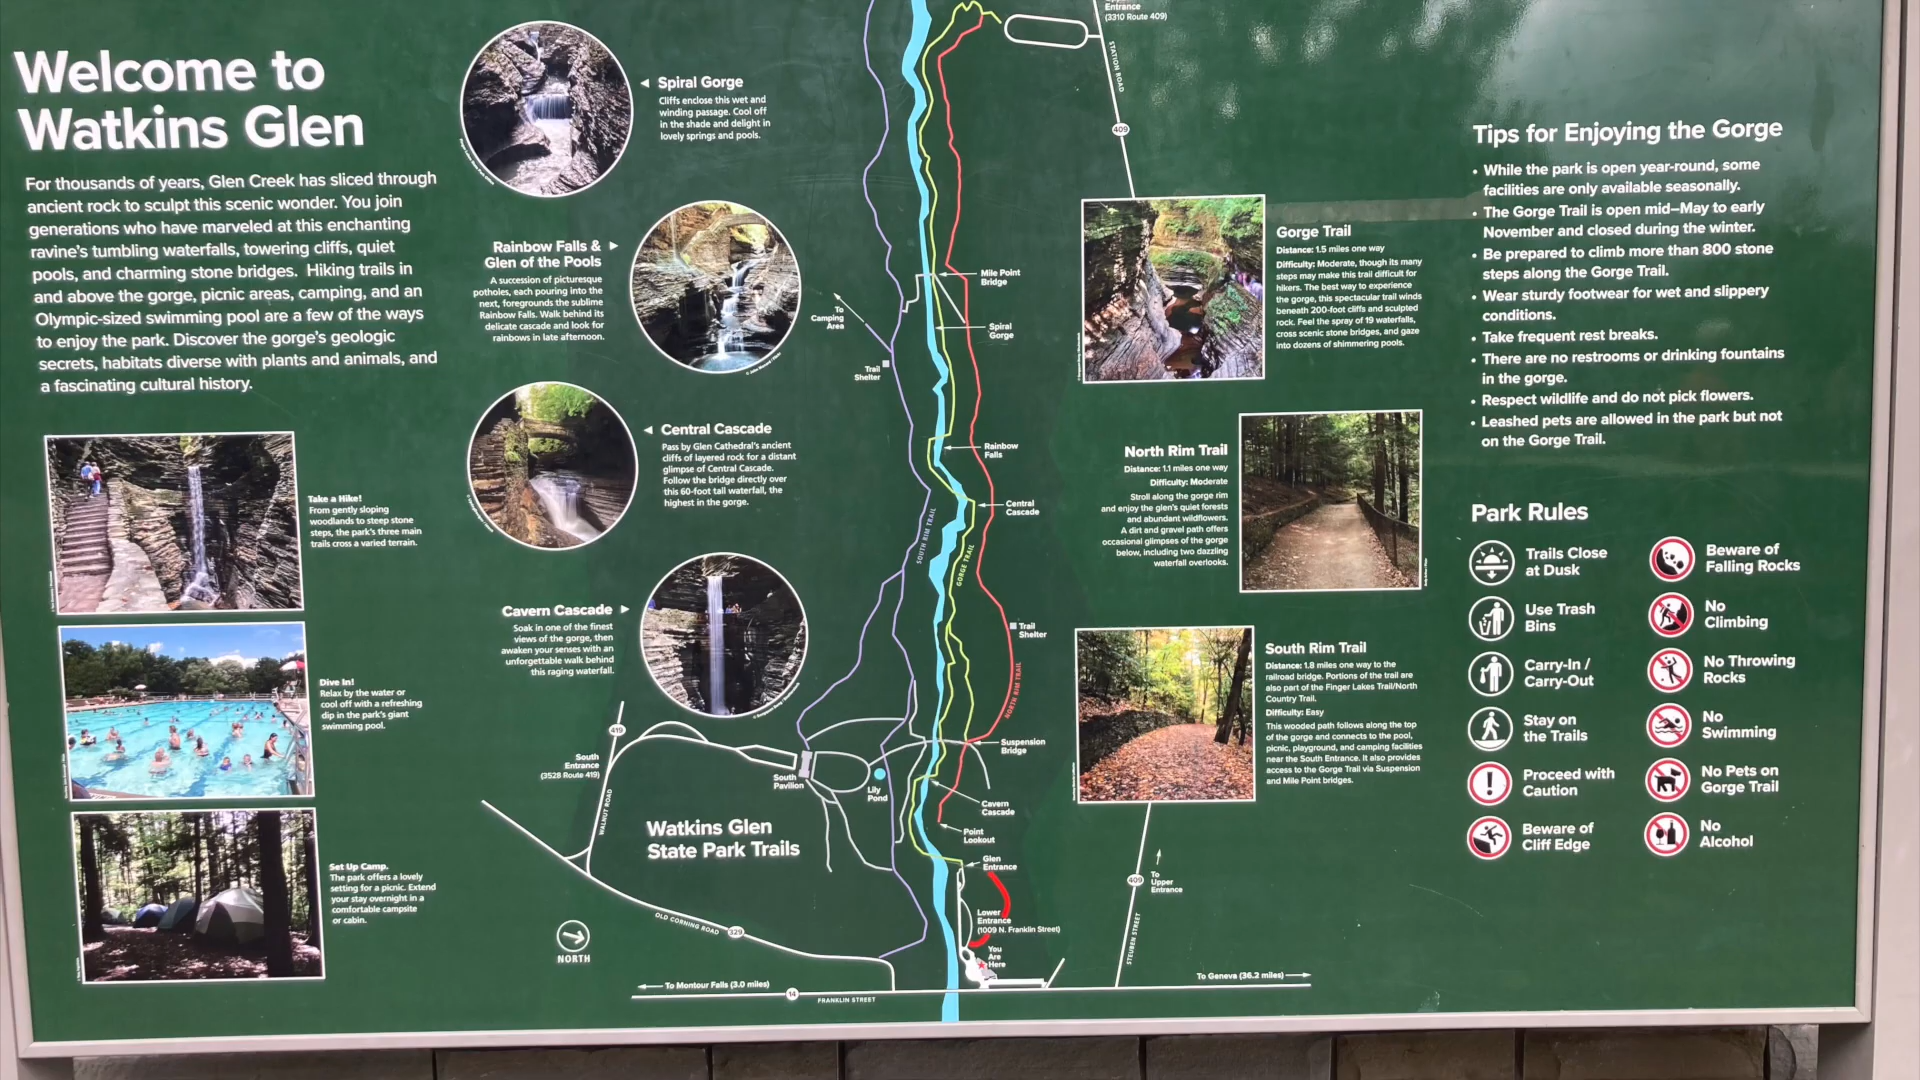 Welcome to
Watkins Glen
For thousands of years, Glen Creek has sliced through
ancient rock to sculpt this scenic wonder. You join
generations who have marveled at this enchanting
ravine's tumbling waterfalls, towering cliffs, quiet
pools, and charming stone bridges. Hiking trails in
and above the gorge, picnic areas, camping, and an
Olympic-sized swimming pool are a few of the ways
to enjoy the park. Discover the gorge's geologic
secrets, habitats diverse with plants and animals, and
a fascinating cultural history.
Take a Hike!
From gently sloping
woodlands to steep stone
steps, the park's three main
trails cross a varied terrain.
Dive In!
Relax by the water or
cool off with a refreshing
dip in the park's giant
swimming pool.
Set Up Camp.
The park offers a lovely
setting for a picnic. Extend
your stay overnight in a
comfortable campsite
or cabin.
Spiral Gorge
Cliffs enclose this wet and
winding passage. Cool off
in the shade and delight in
lovely springs and pools.
Rainbow Falls &
Glen of the Pools
A succession of picturesque
potholes, each pouring into the
next, foregrounds the sublime
Rainbow Falls. Walk behind its
delicate cascade and look for
rainbows in late afternoon.
Central Cascade
Pass by Glen Cathedral's ancient
cliffs of layered rock for a distant
glimpse of Central Cascade.
Follow the bridge directly over
this 60-foot tall waterfall, the
highest in the gorge.
Cavern Cascade
Soak in one of the finest
views of the gorge, then
awaken your senses with an
unforgettable walk behind
this raging waterfall.
Entrance
(3310 Route 409)
STATION ROAD
409
Mile Point
Bridge
To
Camping
Area
Spiral
Gorge
Trail
Shelter
Rainbow
Falls
Central
Cascade
SOUTH RIM TRAIL
GORGE TRAIL
Trail
Shelter
NORTH RIM TRAIL
419
South
Entrance
(3528 Route 419)
WALNUT ROAD
South
Pavilion
Lily
Pond
Suspension
Bridge
Cavern
Cascade
Point
Lookout
Glen
Entrance
Lower
Entrance
(1009 N. Franklin Street)
You
Are
Here
Watkins Glen
State Park Trails
NORTH
OLD CORNING ROAD
329
To Montour Falls (3.0 miles)
14
FRANKLIN STREET
To Geneva (36.2 miles)
409
To
Upper
Entrance
STEUBEN STREET
Gorge Trail
Distance: 1.5 miles one way
Difficulty: Moderate, though its many
steps may make this trail difficult for
hikers. The best way to experience
the gorge, this spectacular trail winds
beneath 200-foot cliffs and sculpted
rock. Feel the spray of 19 waterfalls,
cross scenic stone bridges, and gaze
into dozens of shimmering pools.
North Rim Trail
Distance: 1.1 miles one way
Difficulty: Moderate
Stroll along the gorge rim
and enjoy the glen's quiet forests
and abundant wildflowers.
A dirt and gravel path offers
occasional glimpses of the gorge
below, including two dazzling
waterfall overlooks.
South Rim Trail
Distance: 1.8 miles one way to the
railroad bridge. Portions of the trail are
also part of the Finger Lakes Trail/North
Country Trail.
Difficulty: Easy
This wooded path follows along the top
of the gorge and connects to the pool,
picnic, playground, and camping facilities
near the South Entrance. It also provides
access to the Gorge Trail via Suspension
and Mile Point bridges.
Tips for Enjoying the Gorge
• While the park is open year-round, some
facilities are only available seasonally.
• The Gorge Trail is open mid–May to early
November and closed during the winter.
• Be prepared to climb more than 800 stone
steps along the Gorge Trail.
• Wear sturdy footwear for wet and slippery
conditions.
• Take frequent rest breaks.
• There are no restrooms or drinking fountains
in the gorge.
• Respect wildlife and do not pick flowers.
• Leashed pets are allowed in the park but not
on the Gorge Trail.
Park Rules
Trails Close
at Dusk
Use Trash
Bins
Carry-In /
Carry-Out
Stay on
the Trails
Proceed with
Caution
Beware of
Cliff Edge
Beware of
Falling Rocks
No
Climbing
No Throwing
Rocks
No
Swimming
No Pets on
Gorge Trail
No
Alcohol